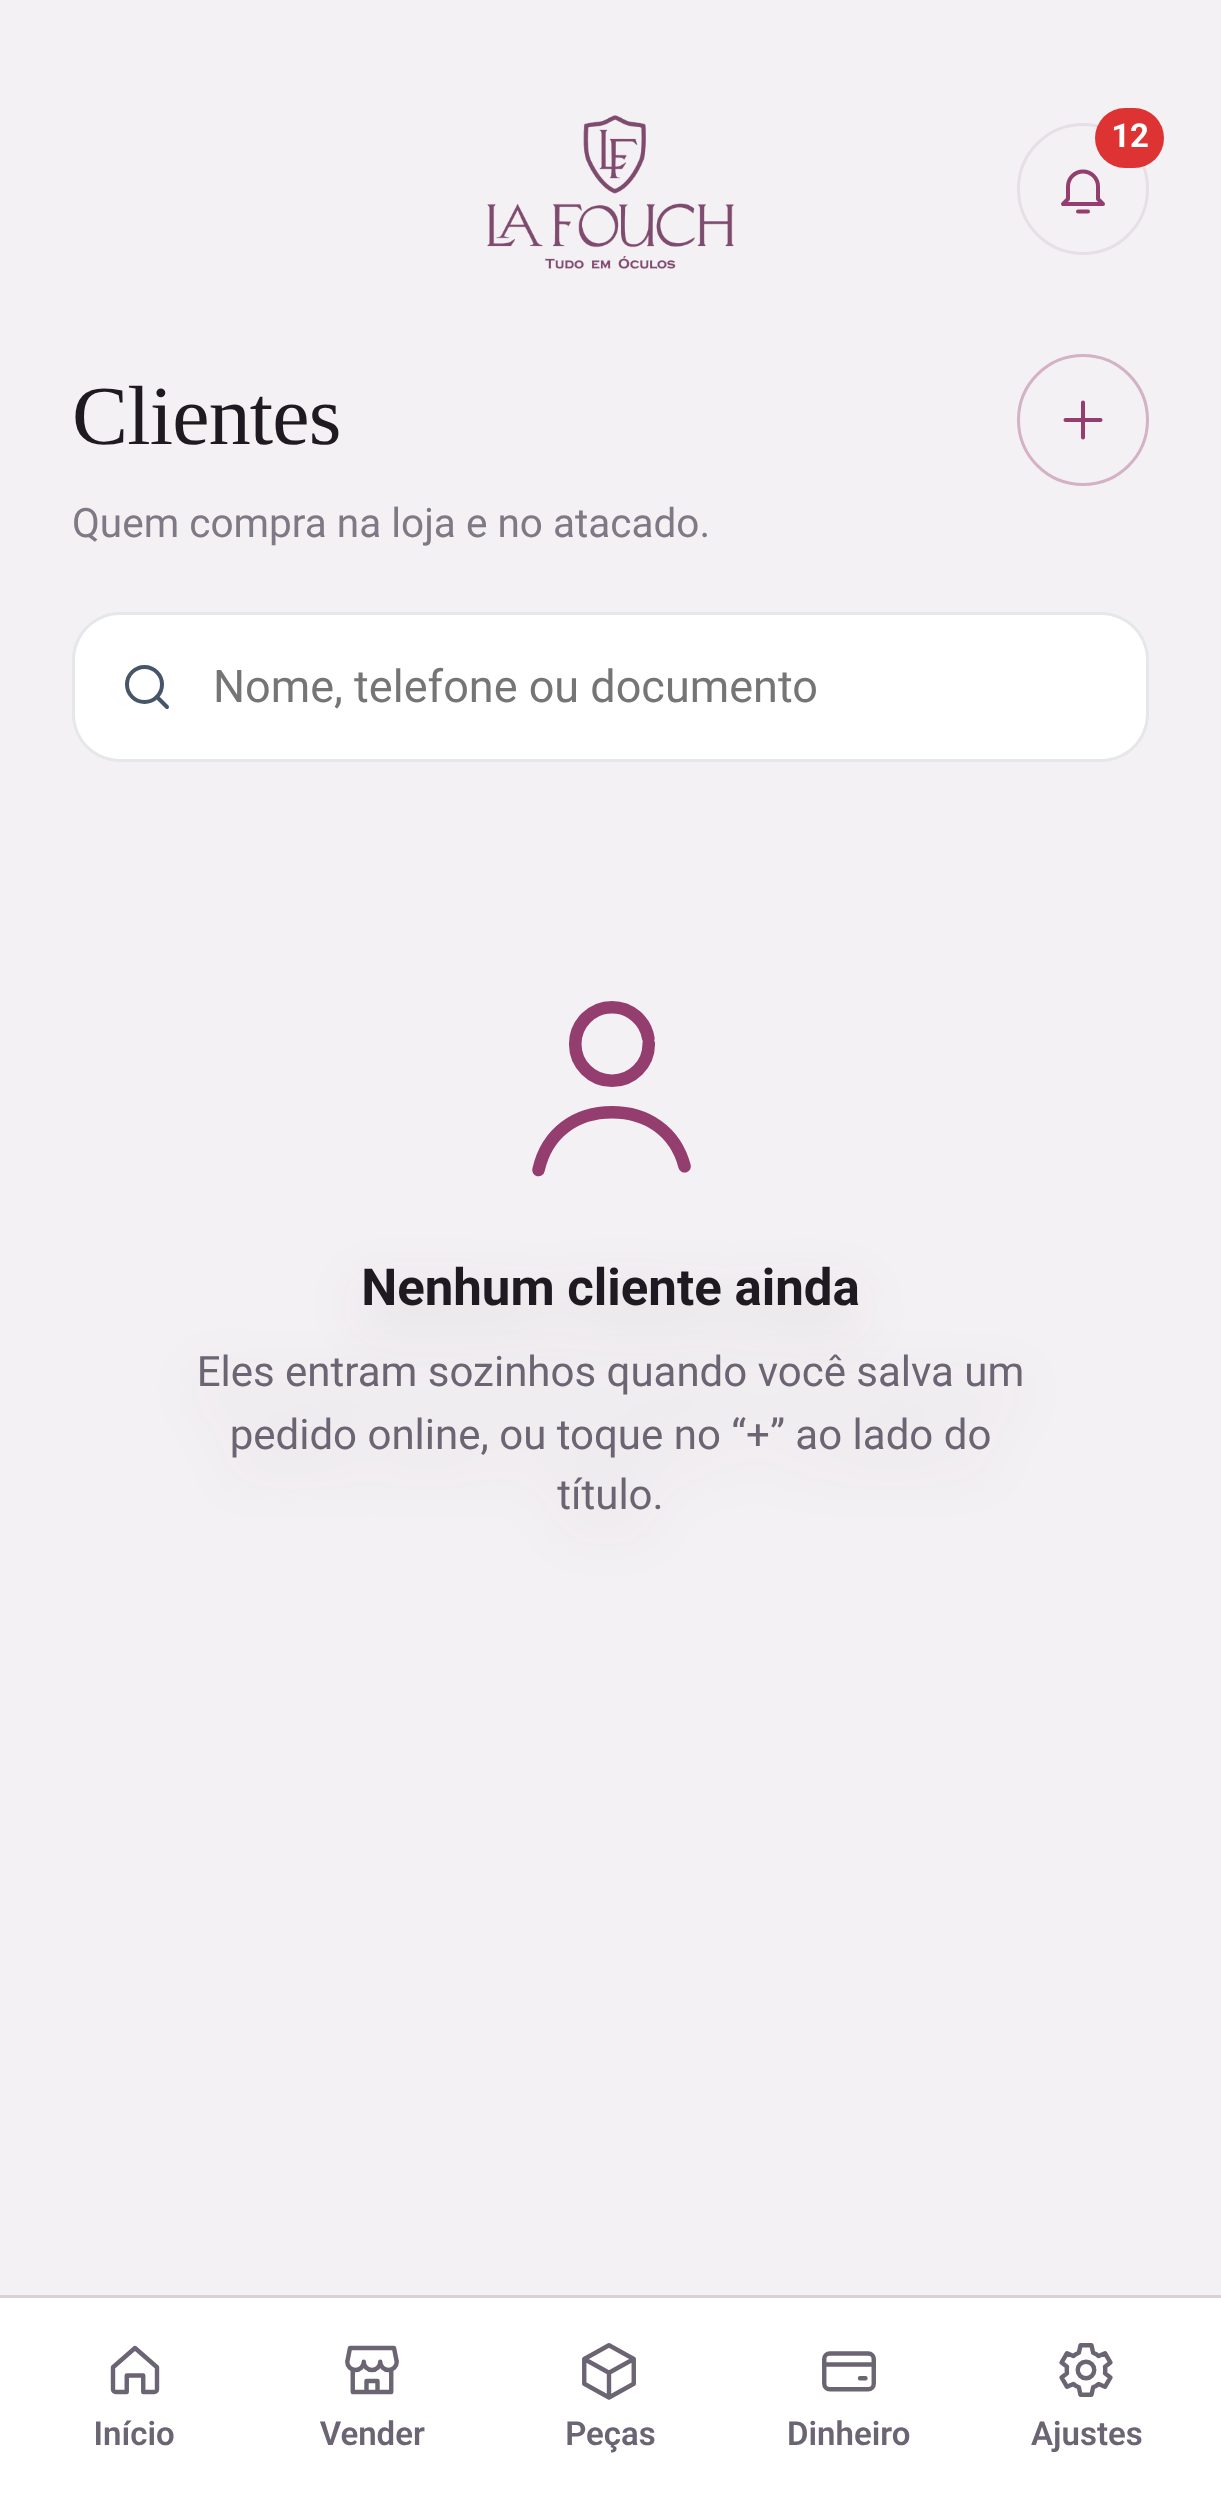 LF
LA FOUCH
TUDO EM ÓCULOS
12
Clientes
Quem compra na loja e no atacado.
Nome, telefone ou documento
Nenhum cliente ainda
Eles entram sozinhos quando você salva um
pedido online, ou toque no “+” ao lado do
título.
Início
Vender
Peças
Dinheiro
Ajustes